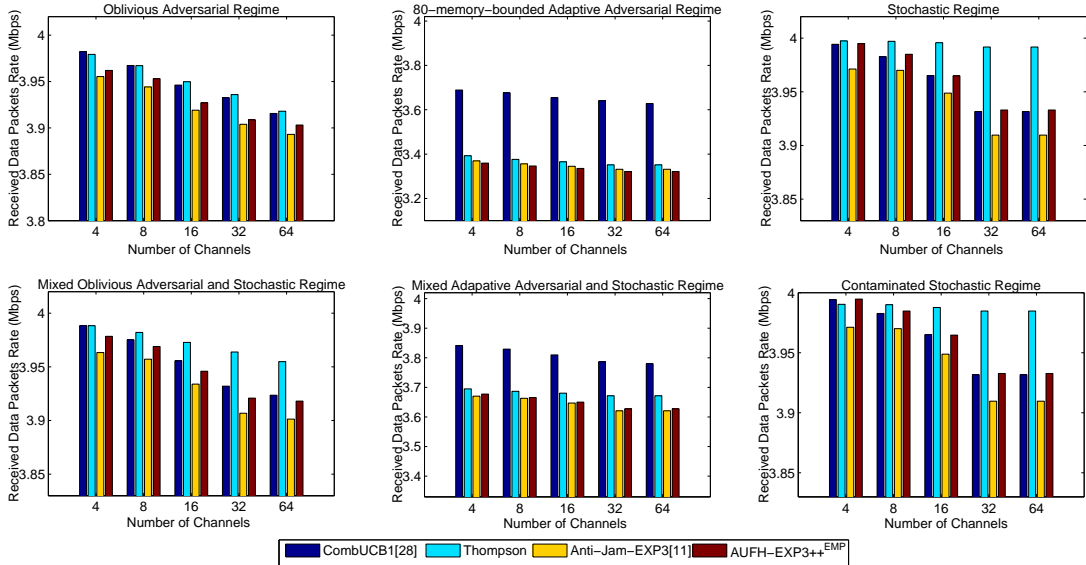 Oblivious Adversarial Regime
Received Data Packets Rate (Mbps)
4
3.95
3.9
3.85
3.8
4 8 16 32 64
Number of Channels
80−memory−bounded Adaptive Adversarial Regime
Received Data Packets Rate (Mbps)
4
3.8
3.6
3.4
3.2
4 8 16 32 64
Number of Channels
Stochastic Regime
Received Data Packets Rate (Mbps)
4
3.95
3.9
3.85
4 8 16 32 64
Number of Channels
Mixed Oblivious Adversarial and Stochastic Regime
Received Data Packets Rate (Mbps)
4
3.95
3.9
3.85
4 8 16 32 64
Number of Channels
Mixed Adapative Adversarial and Stochastic Regime
Received Data Packets Rate (Mbps)
4
3.9
3.8
3.7
3.6
3.5
3.4
4 8 16 32 64
Number of Channels
Contaminated Stochastic Regime
Received Data Packets Rate (Mbps)
4
3.95
3.9
3.85
4 8 16 32 64
Number of Channels
CombUCB1[28] Thompson Anti−Jam−EXP3[11] AUFH−EXP3++EMP